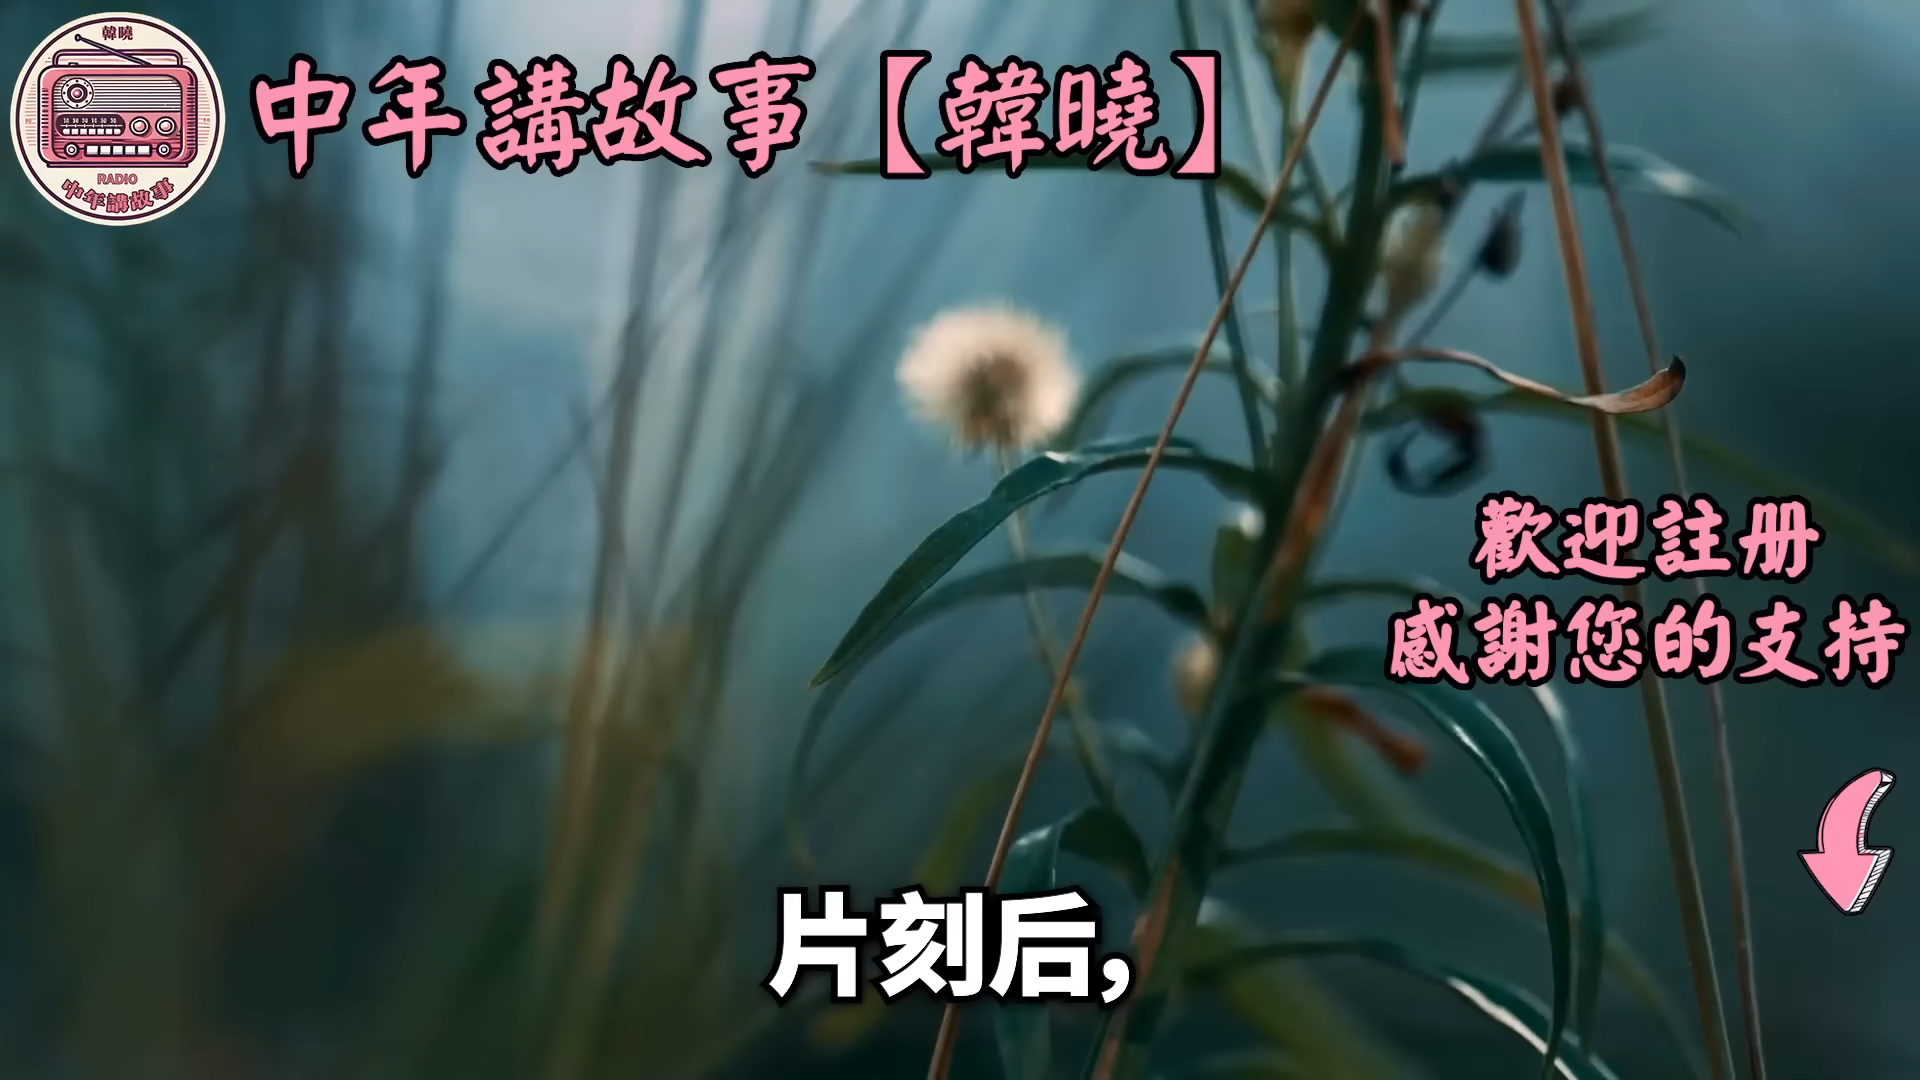 韓曉
中年講故事【韓曉】
RADIO
中年講故事
歡迎註册
感謝您的支持
片刻后,